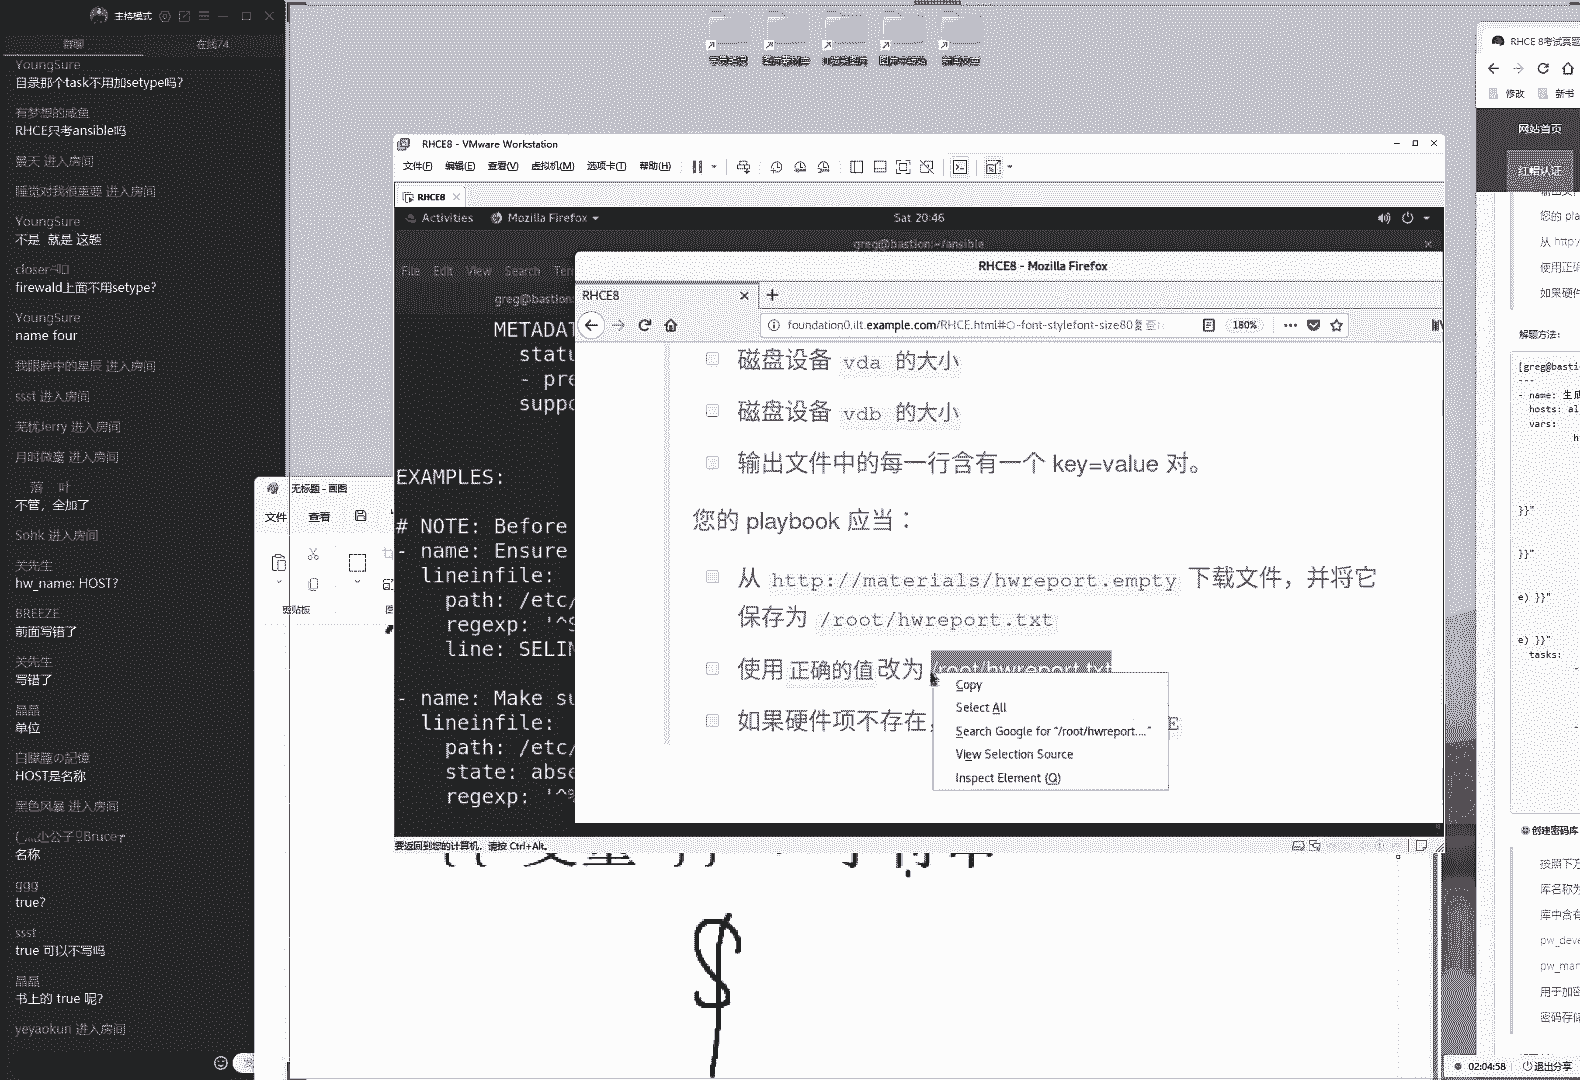 主持模式
群聊
在线74
YoungSure
自录那个task不用加setype吗?
有梦想的咸鱼
RHCE只考ansible吗
景天 进入房间
睡觉对我很重要 进入房间
YoungSure
不是 就是 这题
closer
firewald上面不用setype?
YoungSure
name four
我眼眸中的星辰 进入房间
ssst 进入房间
无忧Jerry 进入房间
月时微凉 进入房间
落 叶
不管，全加了
Sohk 进入房间
关先生
hw_name: HOST?
BREEZE
前面写错了
关先生
写错了
晶晶
单位
白朦朦の記憶
HOST是名称
黑色风暴 进入房间
名称
ggg
true?
ssst
true 可以不写吗
晶晶
书上的 true 呢?
yeyaokun 进入房间
无标题 - 画图
文件 查看
剪贴板
RHCE8 - VMware Workstation
文件(F) 编辑(E) 查看(V) 虚拟机(M) 选项卡(T) 帮助(H)
RHCE8
Activities Mozilla Firefox Sat 20:46
greg@bastion:~/ansible
File Edit View Search Ter
greg@bastion:
METADAT
statu
- pre
suppo
EXAMPLES:
# NOTE: Before
- name: Ensure
lineinfile:
path: /etc/
regexp: '^S
line: SELIN
- name: Make su
lineinfile:
path: /etc/
state: abse
regexp: '^%
RHCE8 - Mozilla Firefox
RHCE8
foundation0.ilt.example.com/RHCE.html#○-font-stylefont-size80
180%
磁盘设备 vda 的大小
磁盘设备 vdb 的大小
输出文件中的每一行含有一个 key=value 对。
您的 playbook 应当：
从 http://materials/hwreport.empty 下载文件，并将它
保存为 /root/hwreport.txt
使用 正确的值 改为 /root/hwreport.txt
如果硬件项不存在，
E
Copy
Select All
Search Google for “/root/hwreport....”
View Selection Source
Inspect Element (Q)
要返回到您的计算机，请按 Ctrl+Alt。
$
RHCE 8考试真题
修改 新书
网站首页
红帽认证
您的 pla
从 http:/
使用正确
如果硬件
解题方法:
[greg@basti
---
- name: 生成
hosts: al
vars:
h
}}"
}}"
e) }}"
e) }}"
tasks:
-
创建密码库
按照下方
库名称为
库中含有
pw_deve
pw_mar
用于加密
密码存储
02:04:58 退出分享